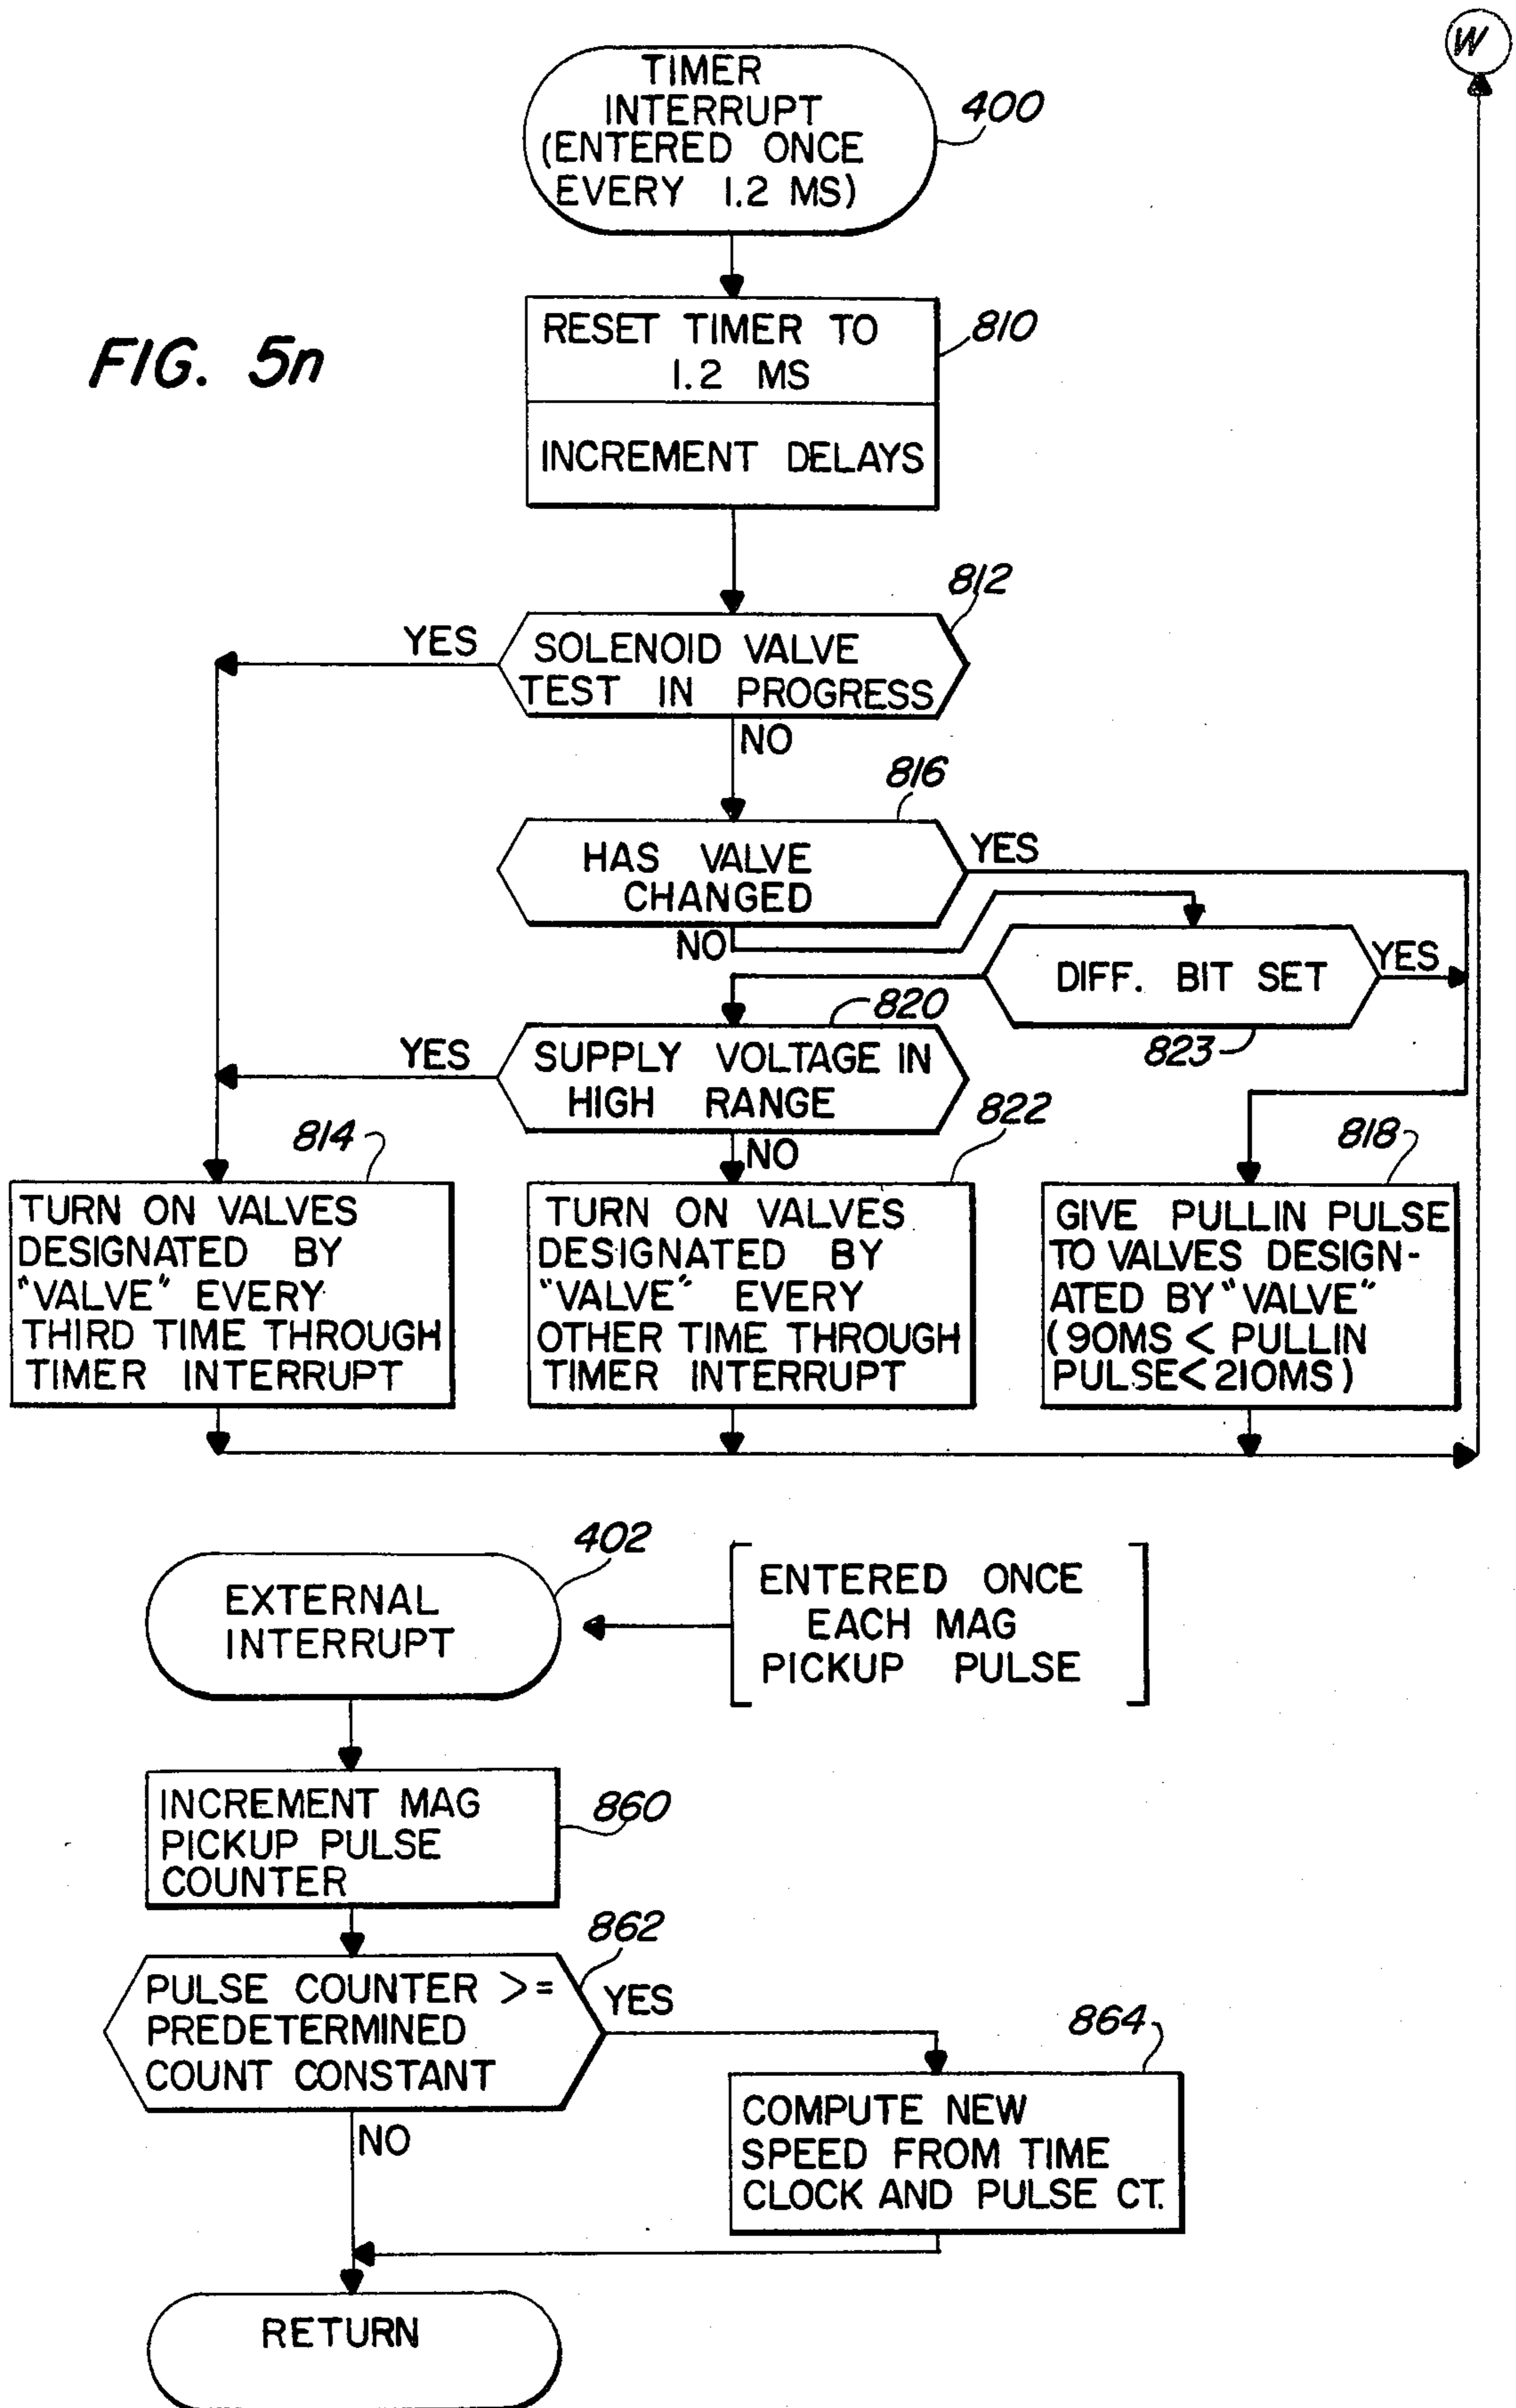 W
TIMER
INTERRUPT
(ENTERED ONCE
EVERY 1.2 MS)
400
FIG. 5n
RESET TIMER TO
1.2 MS
810
INCREMENT DELAYS
812
YES
SOLENOID VALVE
TEST IN PROGRESS
NO
816
HAS VALVE
CHANGED
YES
NO
DIFF. BIT SET
YES
823
820
YES
SUPPLY VOLTAGE IN
HIGH RANGE
NO
814
TURN ON VALVES
DESIGNATED BY
"VALVE" EVERY
THIRD TIME THROUGH
TIMER INTERRUPT
822
TURN ON VALVES
DESIGNATED BY
"VALVE" EVERY
OTHER TIME THROUGH
TIMER INTERRUPT
818
GIVE PULLIN PULSE
TO VALVES DESIGN-
ATED BY "VALVE"
(90MS < PULLIN
PULSE < 210MS)
402
EXTERNAL
INTERRUPT
ENTERED ONCE
EACH MAG
PICKUP PULSE
INCREMENT MAG
PICKUP PULSE
COUNTER
860
862
PULSE COUNTER >=
PREDETERMINED
COUNT CONSTANT
YES
NO
864
COMPUTE NEW
SPEED FROM TIME
CLOCK AND PULSE CT.
RETURN